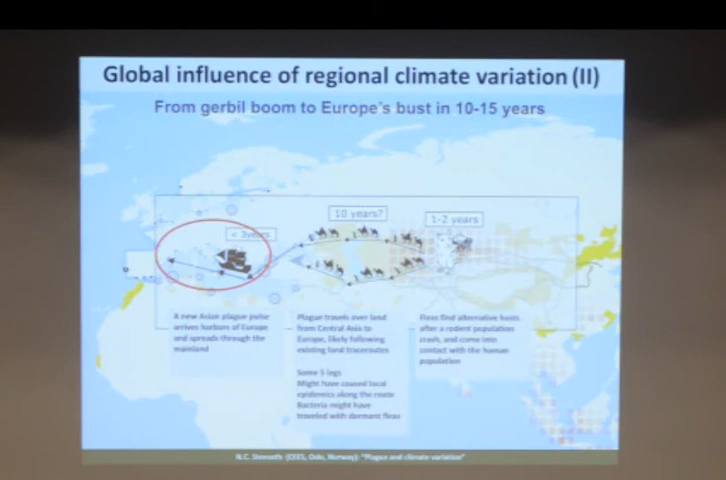 Global influence of regional climate variation (II)
From gerbil boom to Europe's bust in 10-15 years
10 years?
1-2 years
< 3years
A new Asian plague pulse
arrives harbors of Europe
and spreads through the
mainland
Plague travels over land
from Central Asia to
Europe, likely following
existing land traceroutes
Some
Might have caused local
epidemics along the route
Bacteria might have
traveled with dormant fleas
Fleas find alternative hosts
after a rodent population
crash, and come into
contact with the human
population
N.C. Stenseth (CEES, Oslo, Norway): "Plague and climate variation"